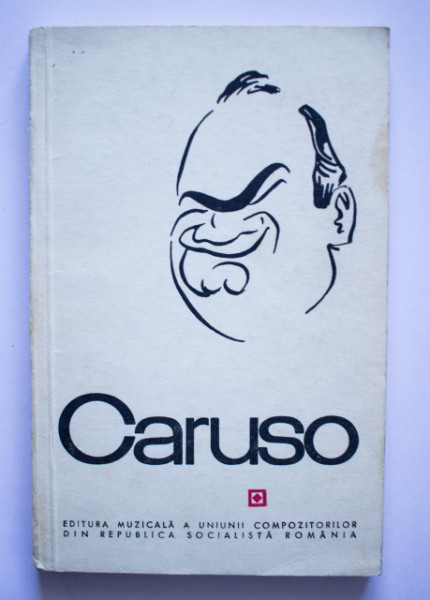 Caruso
EDITURA MUZICALĂ A UNIUNII COMPOZITORILOR
DIN REPUBLICA SOCIALISTĂ ROMÂNIA